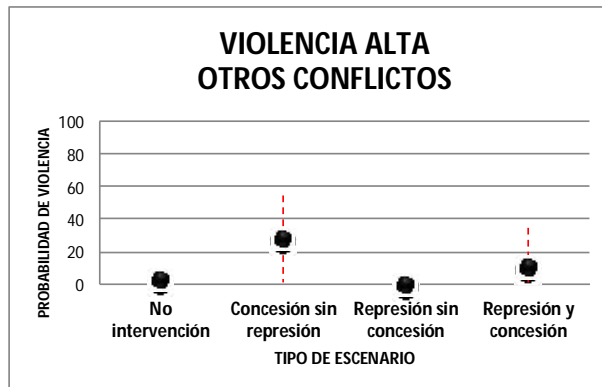 VIOLENCIA ALTA
OTROS CONFLICTOS
PROBABILIDAD DE VIOLENCIA
100
80
60
40
20
0
No intervención
Concesión sin represión
Represión sin concesión
Represión y concesión
TIPO DE ESCENARIO